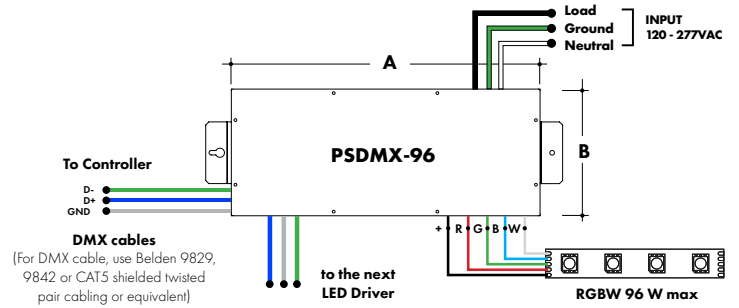 Load
Ground
Neutral
INPUT
120 - 277VAC
A
PSDMX-96
B
To Controller
D-
D+
GND
DMX cables
(For DMX cable, use Belden 9829,
9842 or CAT5 shielded twisted
pair cabling or equivalent)
to the next
LED Driver
+ R G B W
RGBW 96 W max